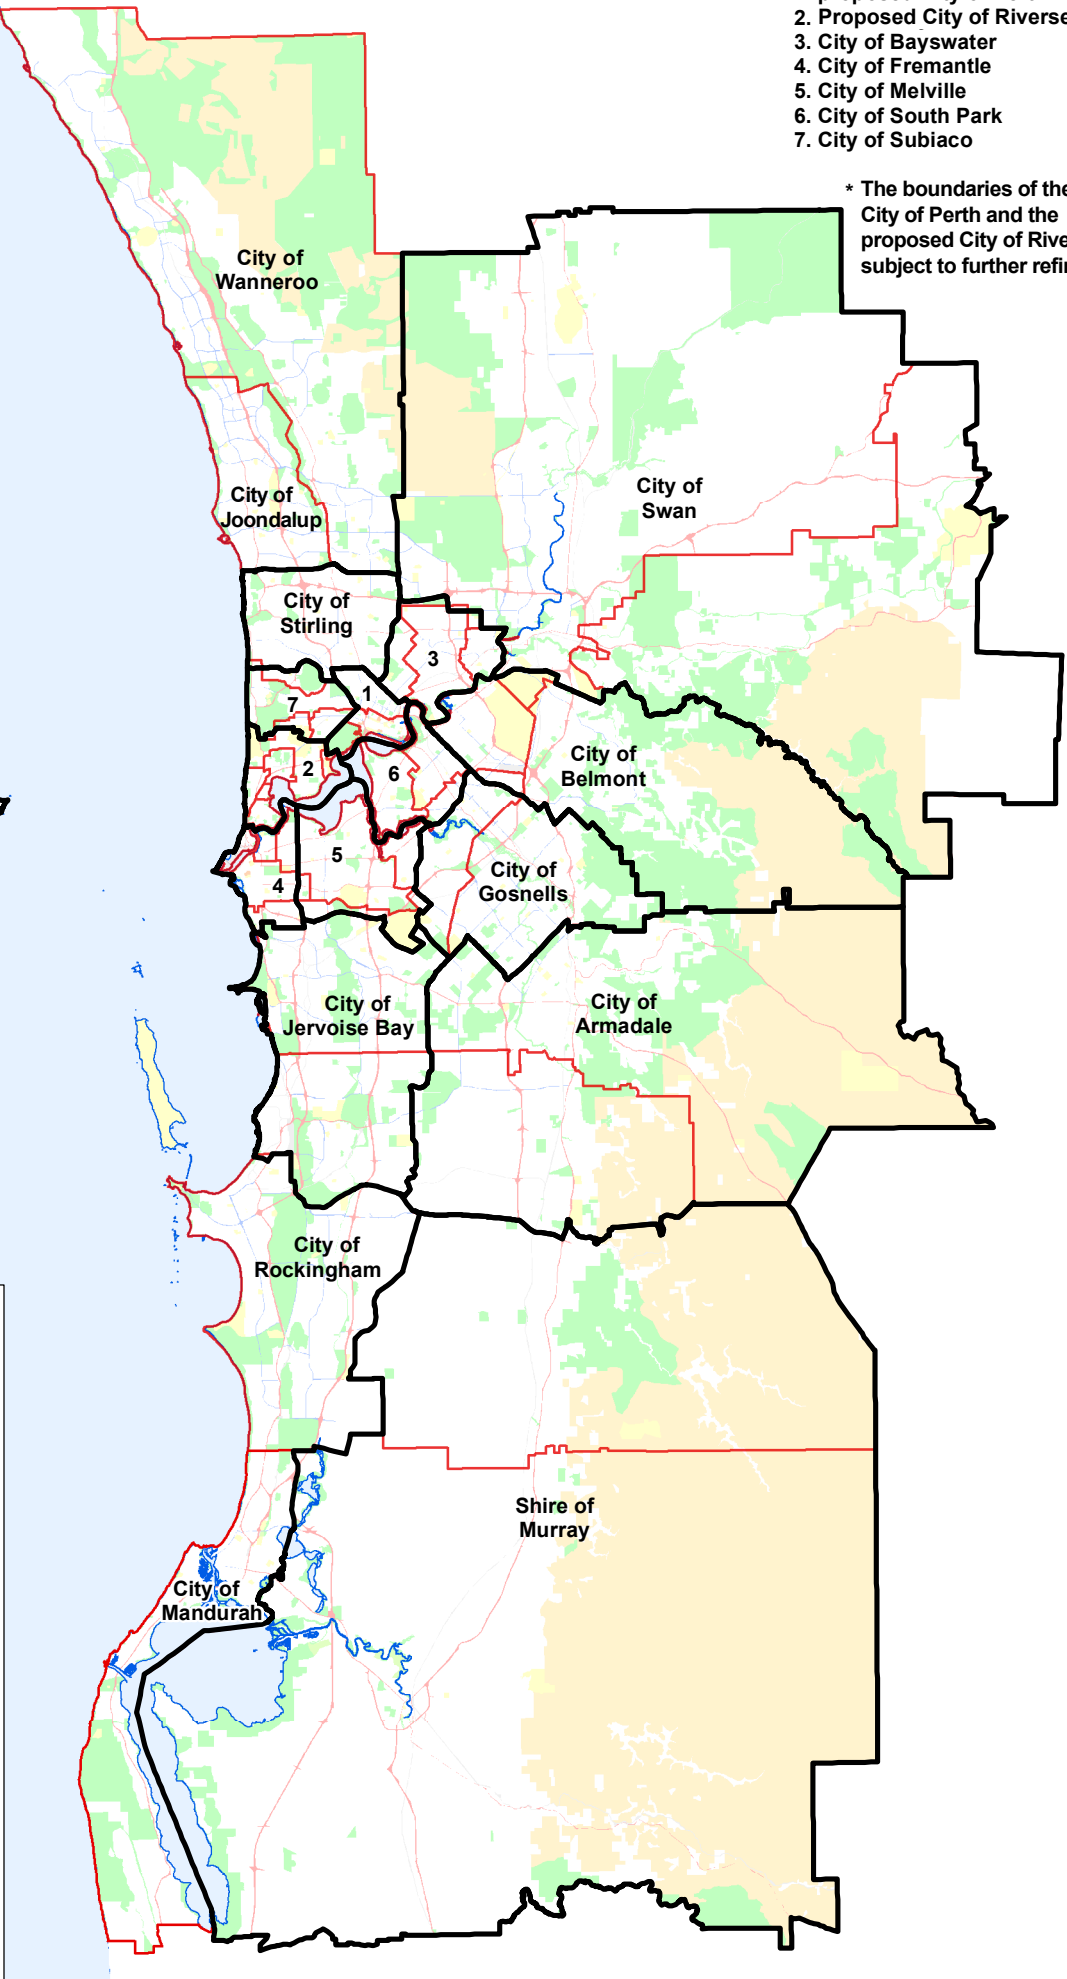 2. Proposed City of Riverse
3. City of Bayswater
4. City of Fremantle
5. City of Melville
6. City of South Park
7. City of Subiaco
* The boundaries of the
City of Perth and the
proposed City of Rive
subject to further refi
City of
Wanneroo
City of
Joondalup
City of
Swan
City of
Stirling
3
1
7
2
6
City of
Belmont
5
4
City of
Gosnells
City of
Jervoise Bay
City of
Armadale
City of
Rockingham
Shire of
Murray
City of
Mandurah